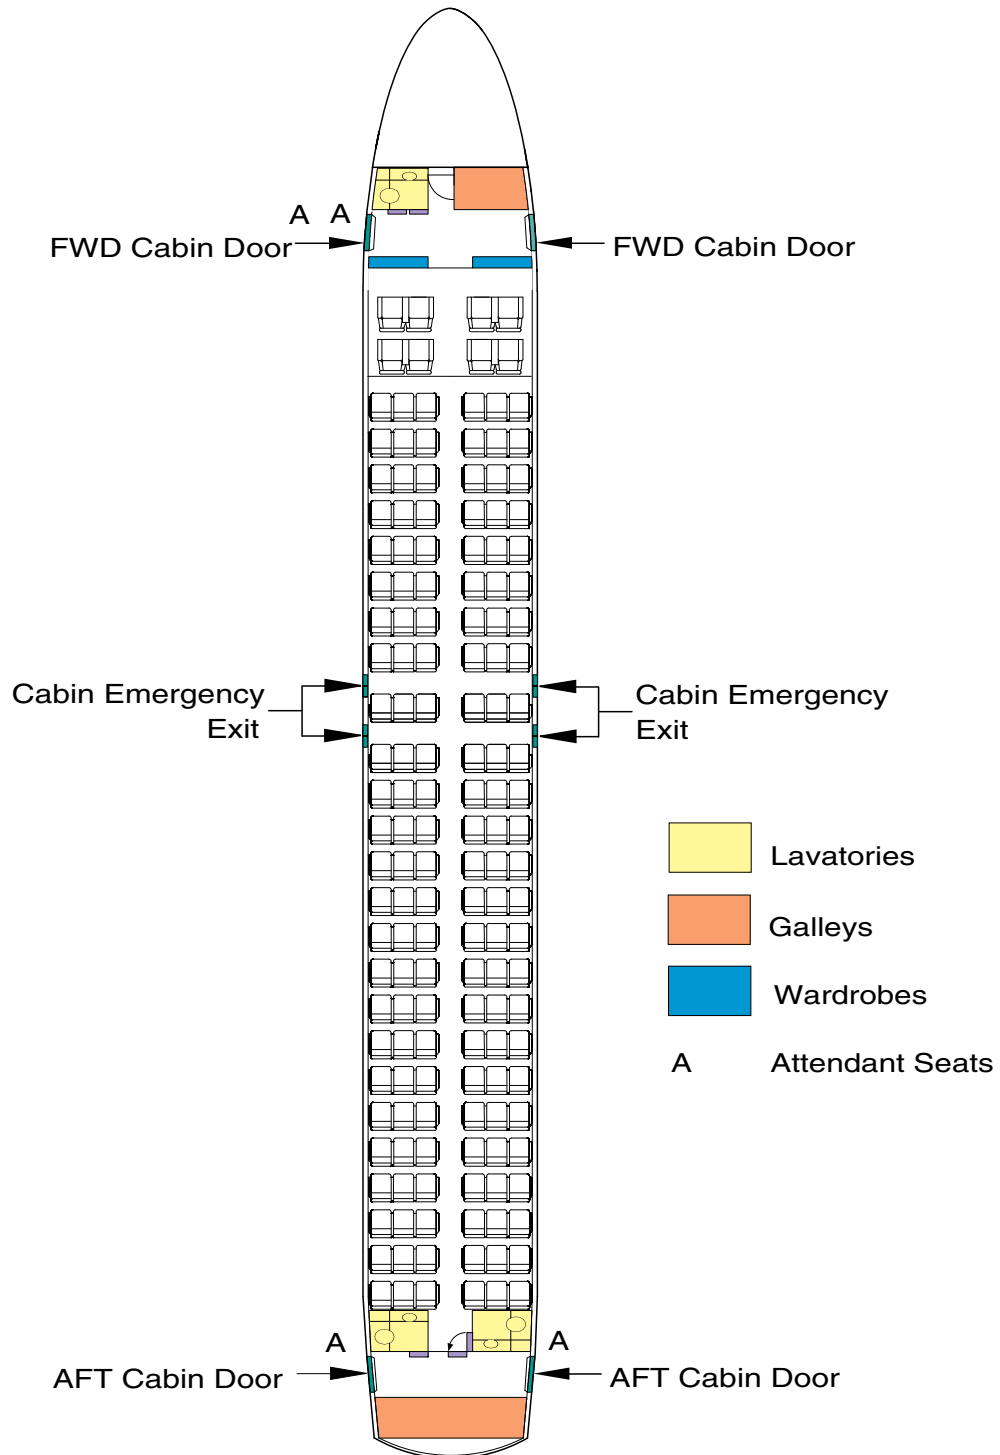 A A
FWD Cabin Door
FWD Cabin Door
Cabin Emergency
Exit
Cabin Emergency
Exit
Lavatories
Galleys
Wardrobes
A Attendant Seats
A
A
AFT Cabin Door
AFT Cabin Door